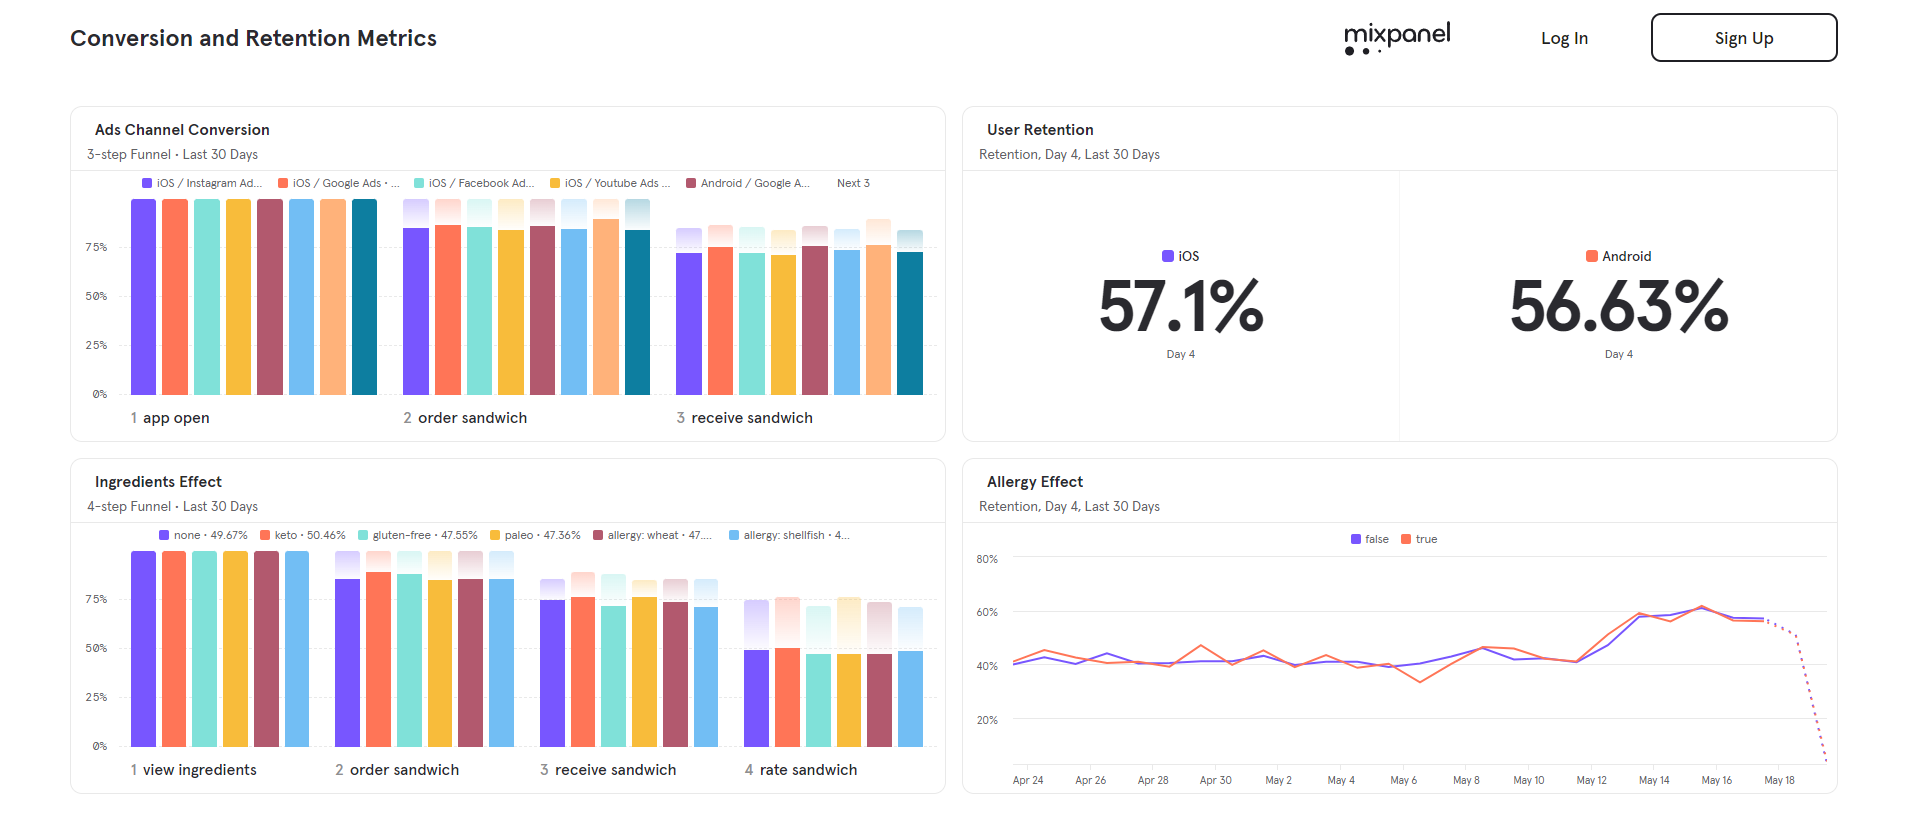 Conversion and Retention Metrics
mixpanel
Log In
Sign Up
Ads Channel Conversion
3-step Funnel • Last 30 Days
iOS / Instagram Ad... iOS / Google Ads • ... iOS / Facebook Ad... iOS / Youtube Ads ... Android / Google A... Next 3
75%
50%
25%
0%
1 app open 2 order sandwich 3 receive sandwich
User Retention
Retention, Day 4, Last 30 Days
iOS
57.1%
Day 4
Android
56.63%
Day 4
Ingredients Effect
4-step Funnel • Last 30 Days
none • 49.67% keto • 50.46% gluten-free • 47.55% paleo • 47.36% allergy: wheat • 47.... allergy: shellfish • 4...
75%
50%
25%
0%
1 view ingredients 2 order sandwich 3 receive sandwich 4 rate sandwich
Allergy Effect
Retention, Day 4, Last 30 Days
false true
80%
60%
40%
20%
Apr 24 Apr 26 Apr 28 Apr 30 May 2 May 4 May 6 May 8 May 10 May 12 May 14 May 16 May 18